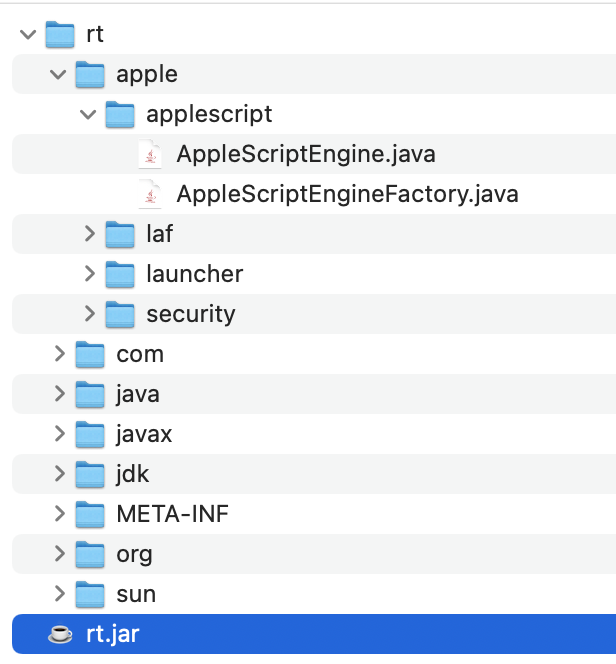 rt
apple
applescript
AppleScriptEngine.java
AppleScriptEngineFactory.java
laf
launcher
security
com
java
javax
jdk
META-INF
org
sun
rt.jar